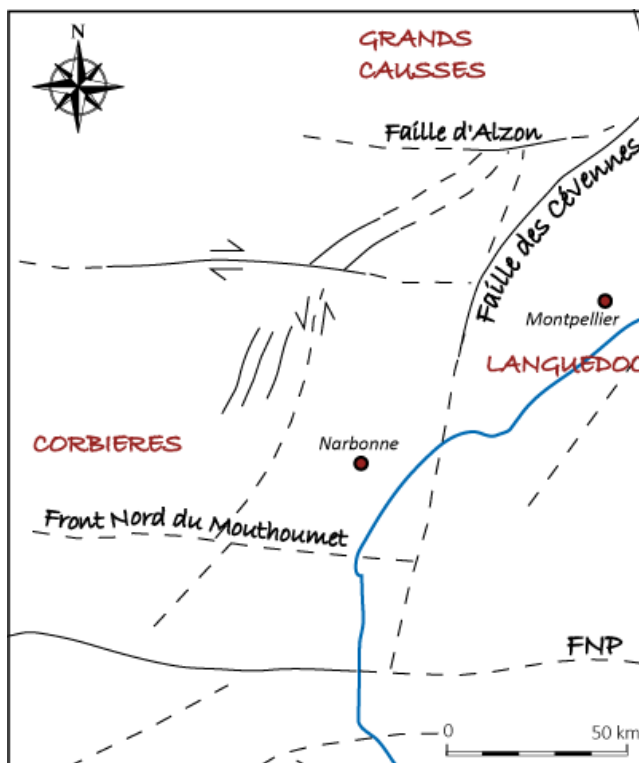 N
GRANDS
CAUSSES
Faille d'Alzon
Faille des Cévennes
Montpellier
LANGUEDOC
CORBIERES
Narbonne
Front Nord du Mouthoumet
FNP
0 50 km